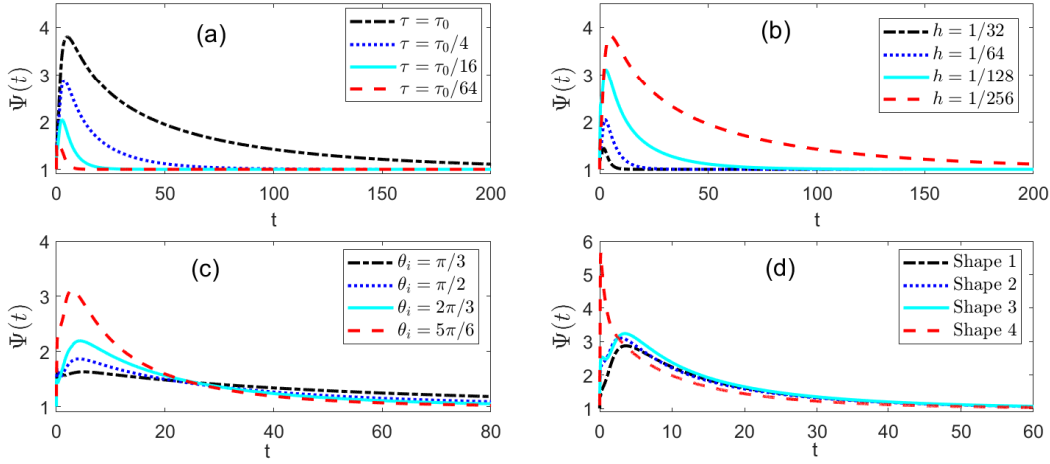 (a)
Ψ(t)
4
3
2
1
0 50 100 150 200
t
τ = τ₀
τ = τ₀/4
τ = τ₀/16
τ = τ₀/64
(b)
Ψ(t)
4
3
2
1
0 50 100 150 200
t
h = 1/32
h = 1/64
h = 1/128
h = 1/256
(c)
Ψ(t)
4
3
2
1
0 20 40 60 80
t
θᵢ = π/3
θᵢ = π/2
θᵢ = 2π/3
θᵢ = 5π/6
(d)
Ψ(t)
6
5
4
3
2
1
0 10 20 30 40 50 60
t
Shape 1
Shape 2
Shape 3
Shape 4